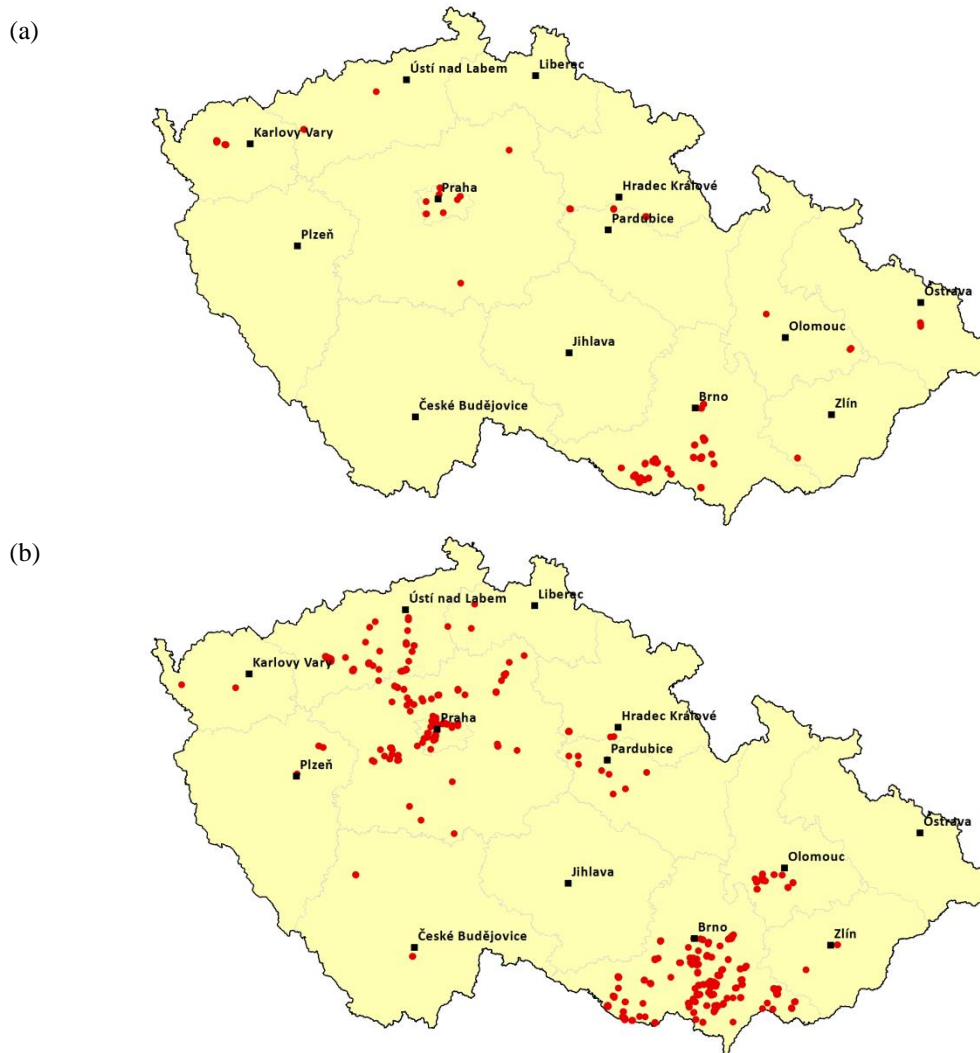 (a)
Ústí nad Labem
Liberec
Karlovy Vary
Praha
Hradec Králové
Pardubice
Plzeň
Ostrava
Olomouc
Jihlava
Brno
České Budějovice
Zlín
(b)
Ústí nad Labem
Liberec
Karlovy Vary
Praha
Hradec Králové
Pardubice
Plzeň
Ostrava
Olomouc
Jihlava
Brno
České Budějovice
Zlín